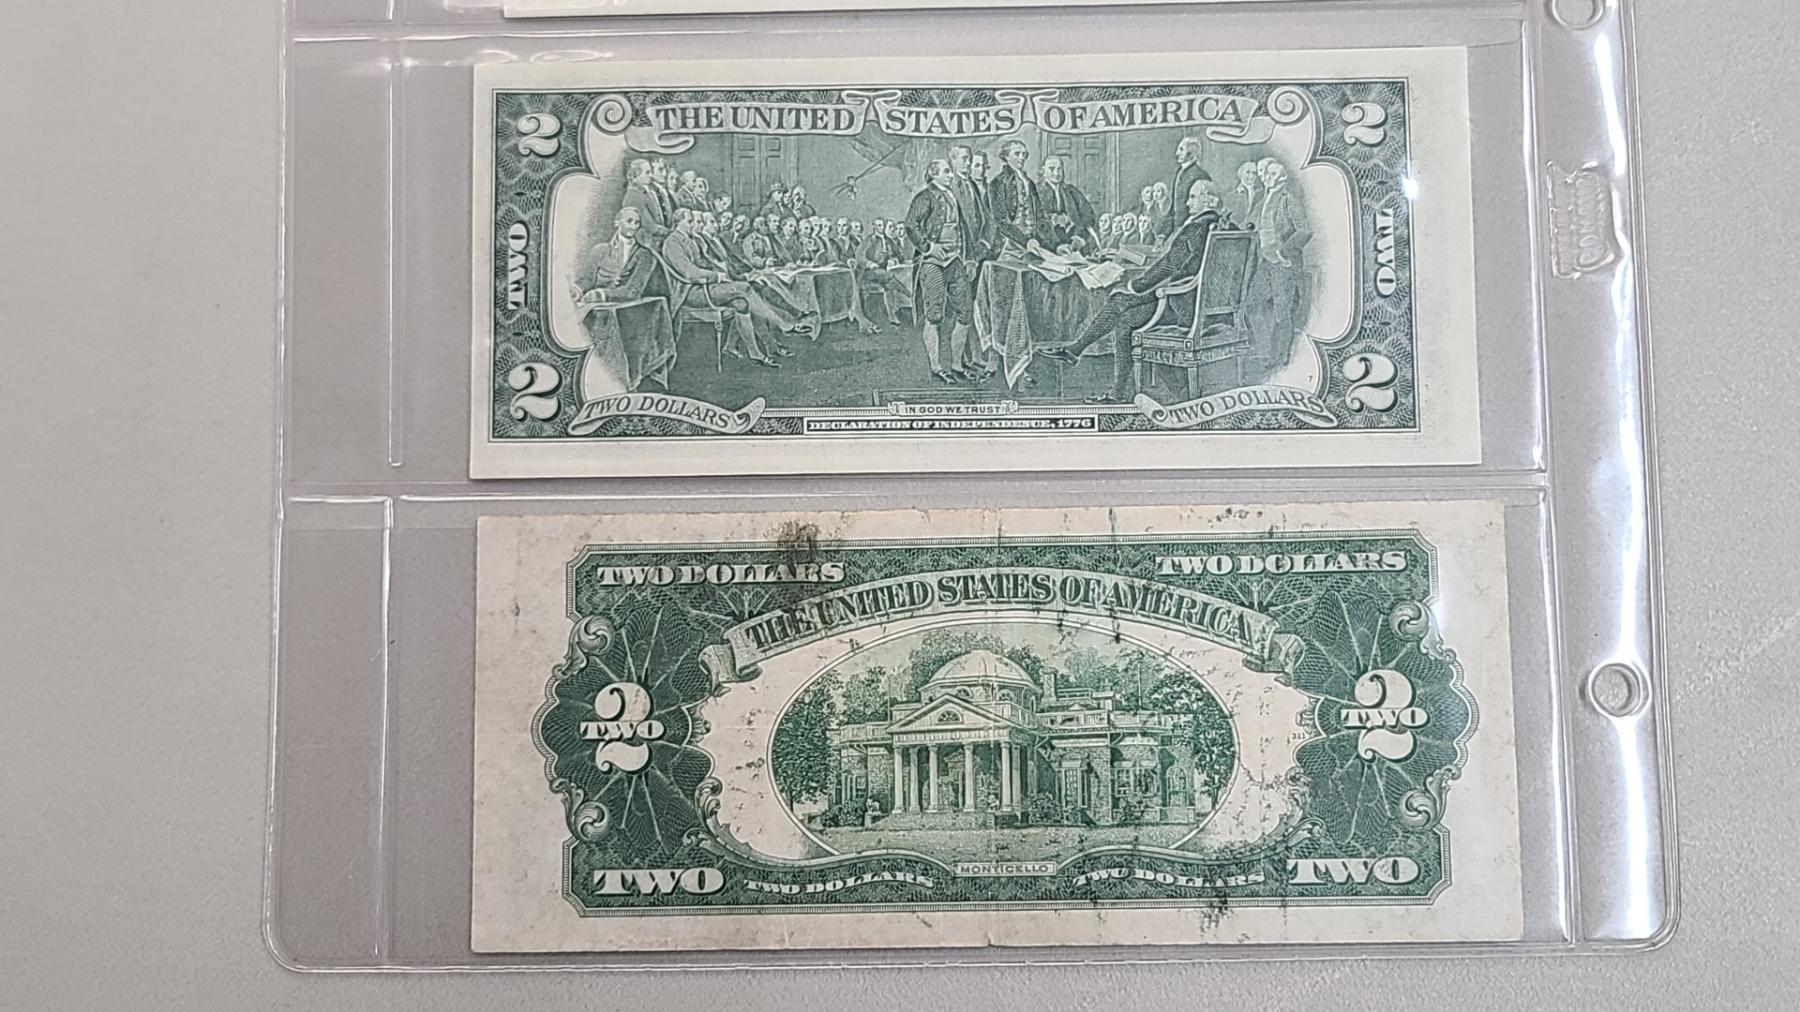 THE UNITED STATES OF AMERICA
2 2
TWO TWO
2 2
TWO DOLLARS TWO DOLLARS
7
IN GOD WE TRUST
DECLARATION OF INDEPENDENCE, 1776
TWO DOLLARS TWO DOLLARS
THE UNITED STATES OF AMERICA
2 2
TWO TWO
311
MONTICELLO
TWO TWO DOLLARS TWO DOLLARS TWO